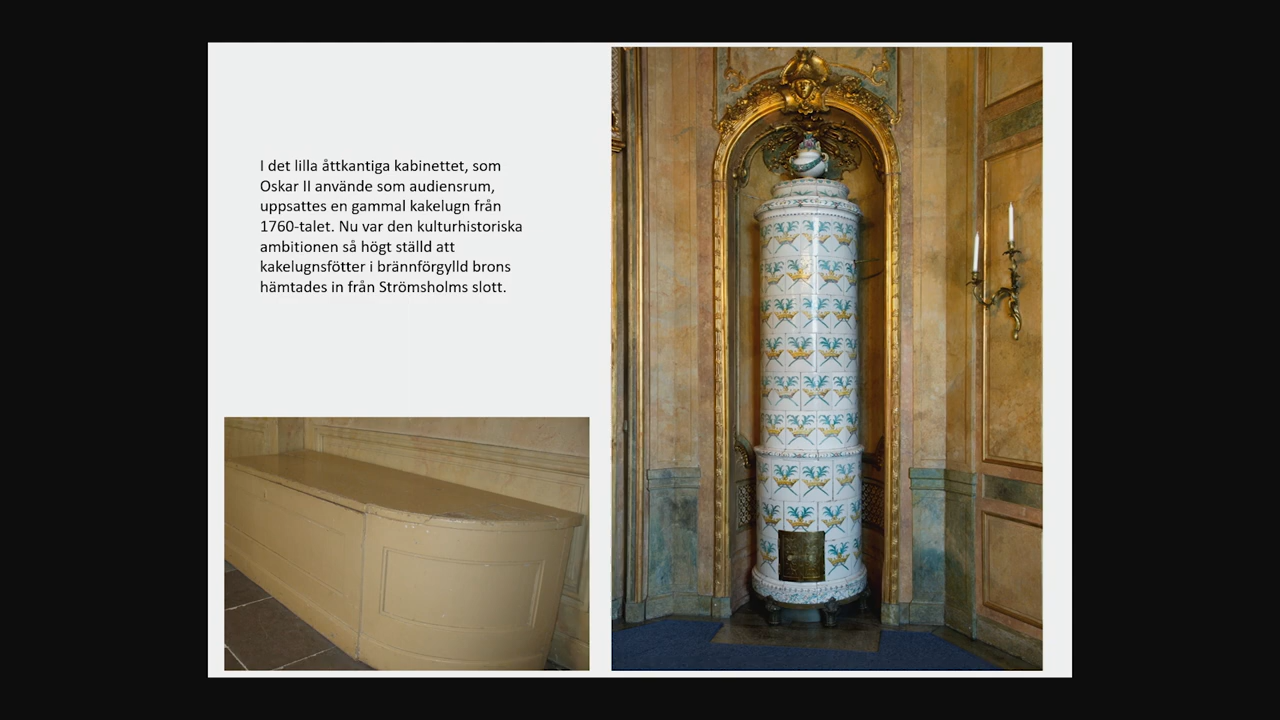 I det lilla åttkantiga kabinettet, som
Oskar II använde som audiensrum,
uppsattes en gammal kakelugn från
1760-talet. Nu var den kulturhistoriska
ambitionen så högt ställd att
kakelugnsfötter i brännförgylld brons
hämtades in från Strömsholms slott.